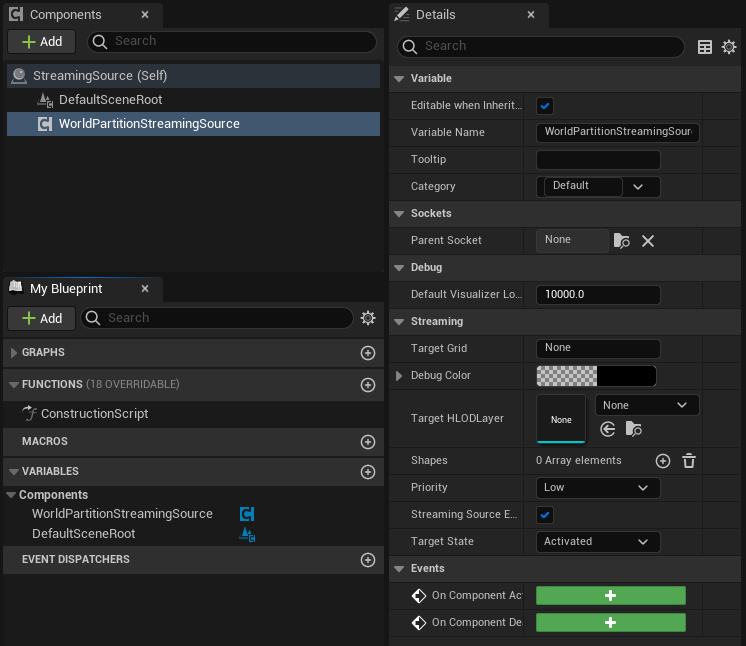 Components
Add
Search
StreamingSource (Self)
DefaultSceneRoot
WorldPartitionStreamingSource
My Blueprint
Add
Search
GRAPHS
FUNCTIONS (18 OVERRIDABLE)
ConstructionScript
MACROS
VARIABLES
Components
WorldPartitionStreamingSource
DefaultSceneRoot
EVENT DISPATCHERS
Details
Search
Variable
Editable when Inherit...
Variable Name WorldPartitionStreamingSour
Tooltip
Category Default
Sockets
Parent Socket None
Debug
Default Visualizer Lo... 10000.0
Streaming
Target Grid None
Debug Color
Target HLODLayer None None
Shapes 0 Array elements
Priority Low
Streaming Source E...
Target State Activated
Events
On Component Ac
On Component De